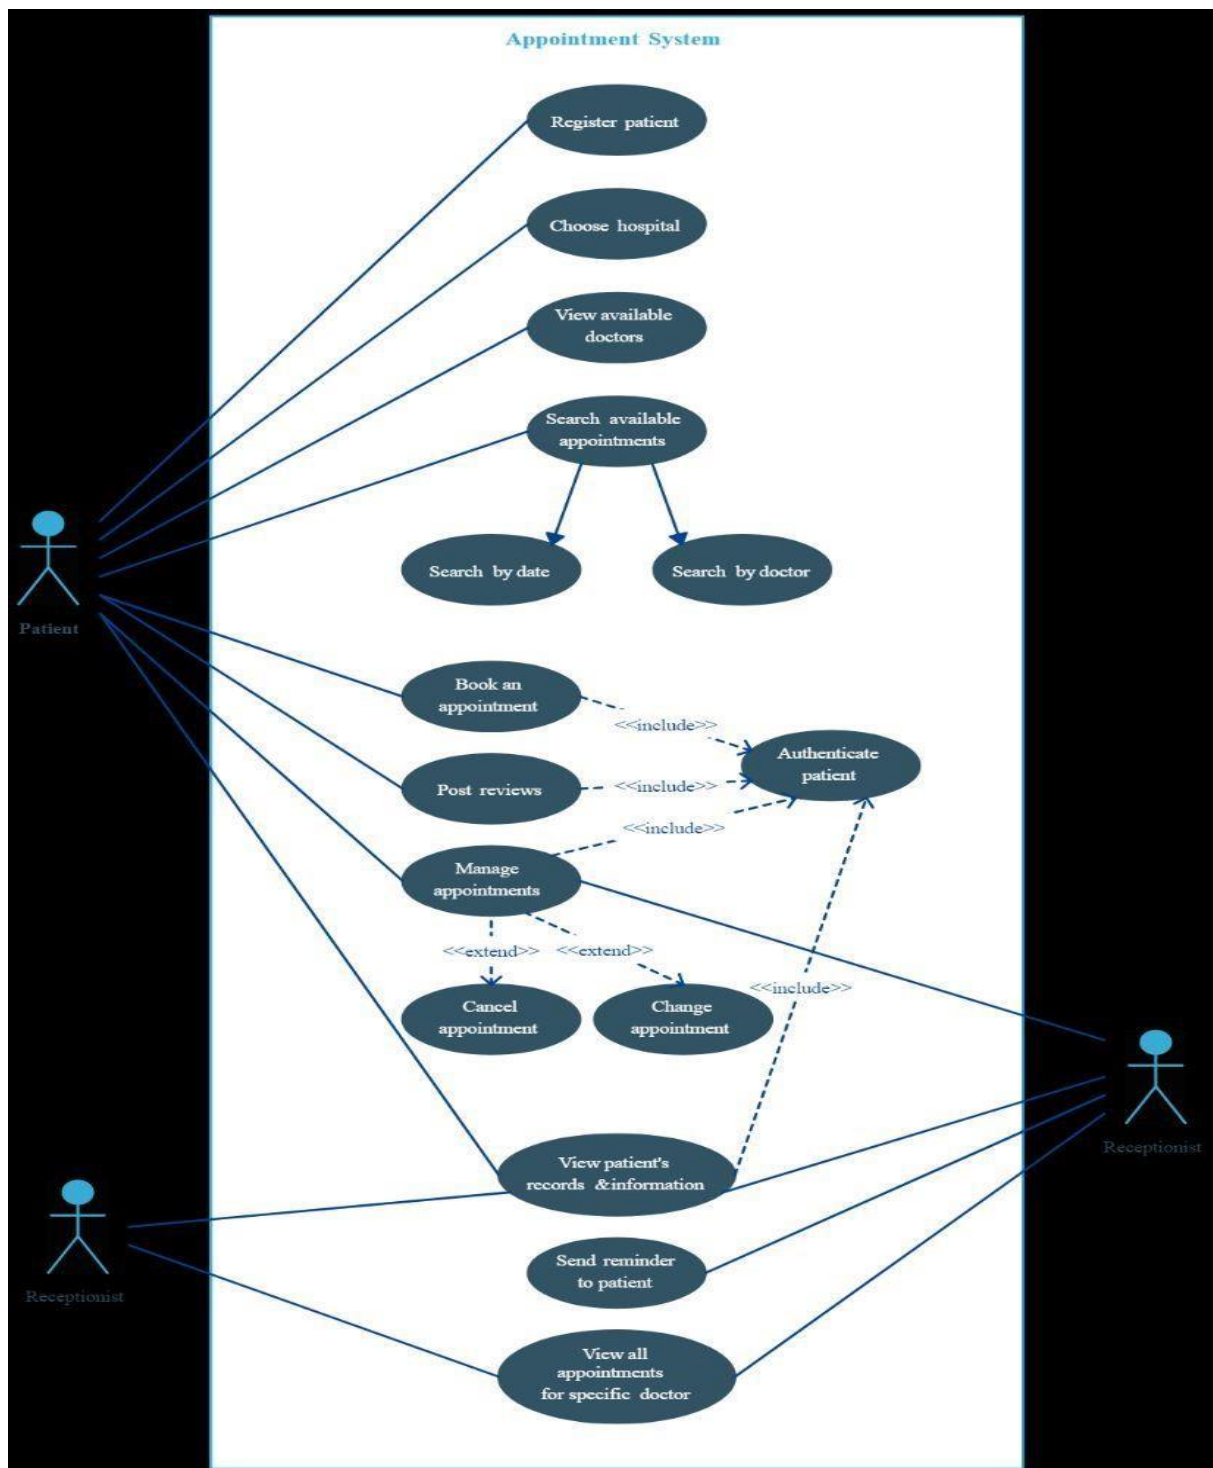 Appointment System
Register patient
Choose hospital
View available
doctors
Search available
appointments
Search by date
Search by doctor
Patient
Book an
appointment
<<include>>
Authenticate
patient
Post reviews
<<include>>
<<include>>
Manage
appointments
<<extend>>
<<extend>>
<<include>>
Cancel
appointment
Change
appointment
Receptionist
View patient's
records &information
Send reminder
to patient
Receptionist
View all
appointments
for specific doctor